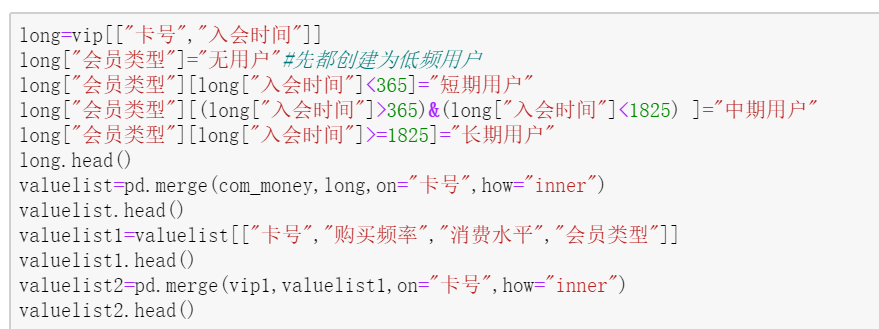 long=vip[["卡号","入会时间"]]
long["会员类型"]="无用户"#先都创建为低频用户
long["会员类型"][long["入会时间"]<365]="短期用户"
long["会员类型"][(long["入会时间"]>365)&(long["入会时间"]<1825) ]="中期用户"
long["会员类型"][long["入会时间"]>=1825]="长期用户"
long.head()
valuelist=pd.merge(com_money,long,on="卡号",how="inner")
valuelist.head()
valuelist1=valuelist[["卡号","购买频率","消费水平","会员类型"]]
valuelist1.head()
valuelist2=pd.merge(vip1,valuelist1,on="卡号",how="inner")
valuelist2.head()